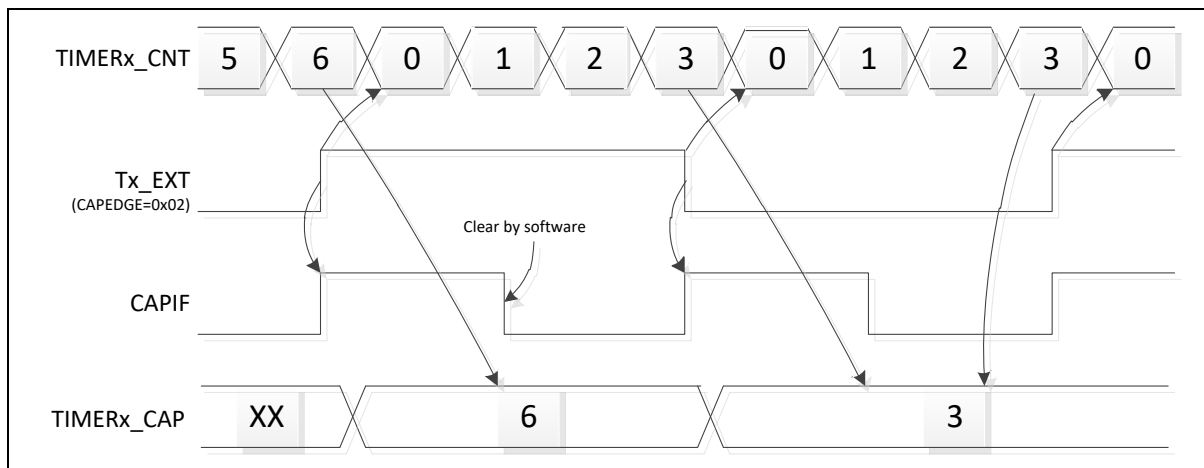 TIMERx_CNT 5 6 0 1 2 3 0 1 2 3 0
Tx_EXT
(CAPEDGE=0x02)
Clear by software
CAPIF
TIMERx_CAP XX 6 3